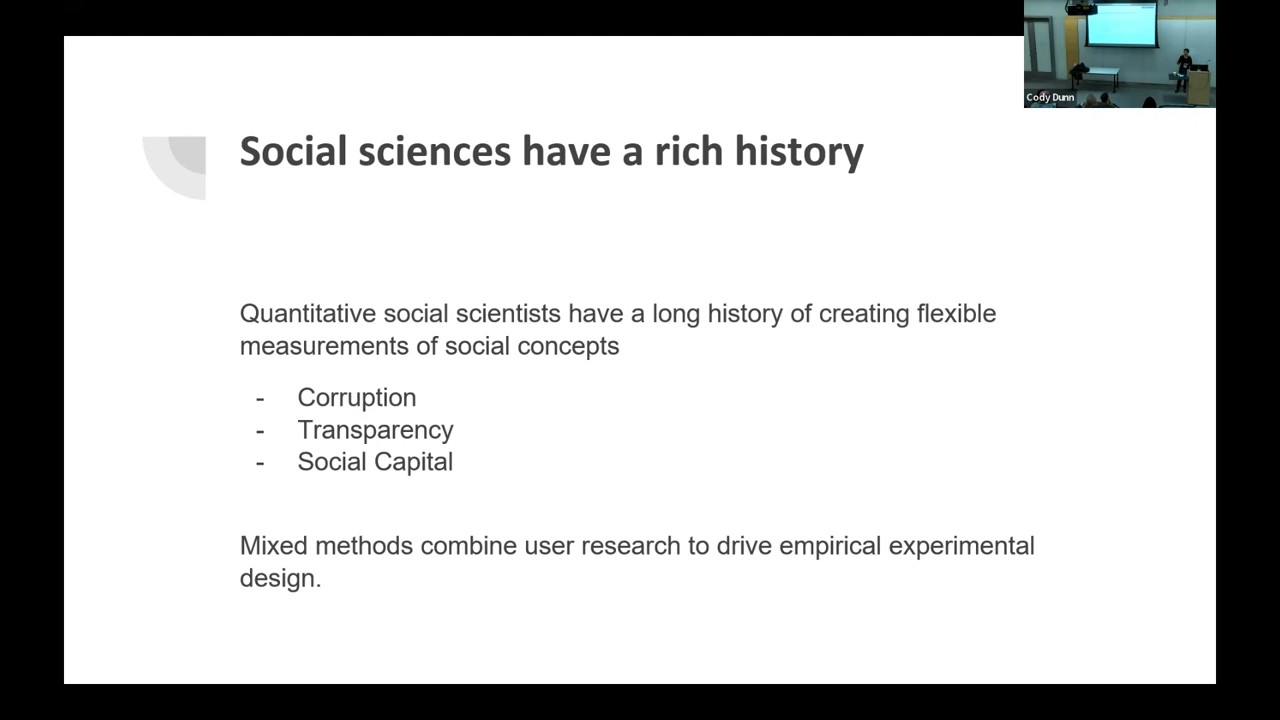 Cody Dunn
Social sciences have a rich history
Quantitative social scientists have a long history of creating flexible
measurements of social concepts
- Corruption
- Transparency
- Social Capital
Mixed methods combine user research to drive empirical experimental
design.